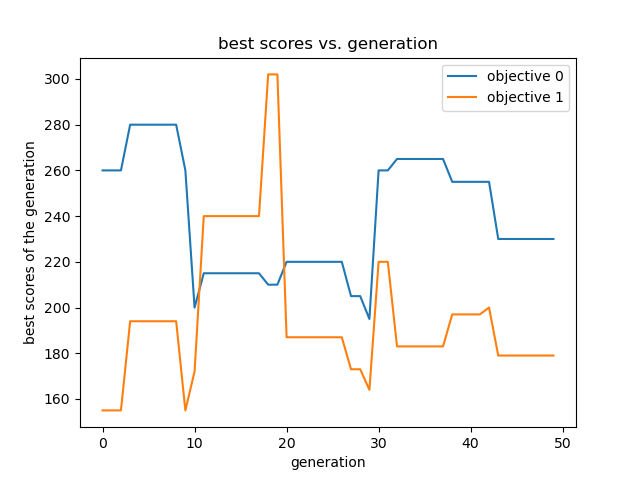 best scores vs. generation
objective 0
objective 1
best scores of the generation
300
280
260
240
220
200
180
160
0 10 20 30 40 50
generation